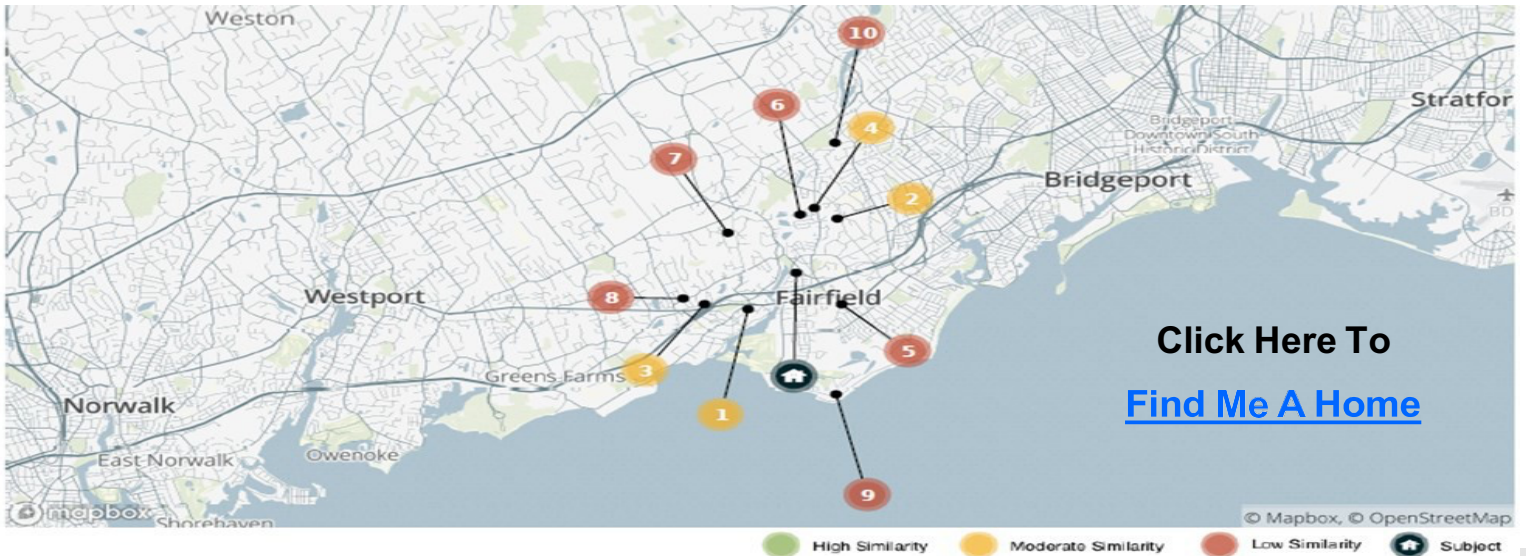 Weston
10
6
4
7
2
Stratfor
Bridgeport
Downtown South
Historic District
Bridgeport
BD
8
Westport
Fairfield
5
3
Greens Farms
1
Norwalk
East Norwalk
Owenoke
9
Shorehaven
Click Here To
Find Me A Home
mapbox
© Mapbox, © OpenStreetMap
High Similarity
Moderate Similarity
Low Similarity
Subject